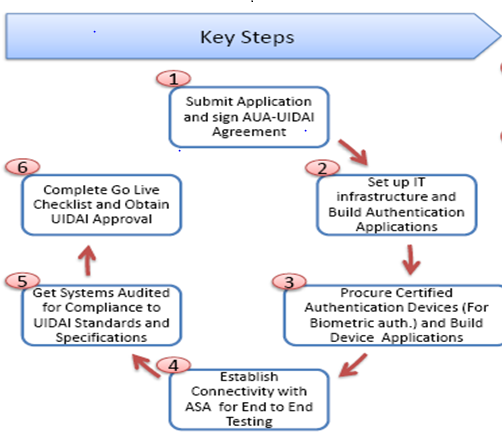 Key Steps
1
Submit Application
and sign AUA-UIDAI
Agreement
2
Set up IT
infrastructure and
Build Authentication
Applications
3
Procure Certified
Authentication Devices (For
Biometric auth.) and Build
Device Applications
4
Establish
Connectivity with
ASA for End to End
Testing
5
Get Systems Audited
for Compliance to
UIDAI Standards and
Specifications
6
Complete Go Live
Checklist and Obtain
UIDAI Approval